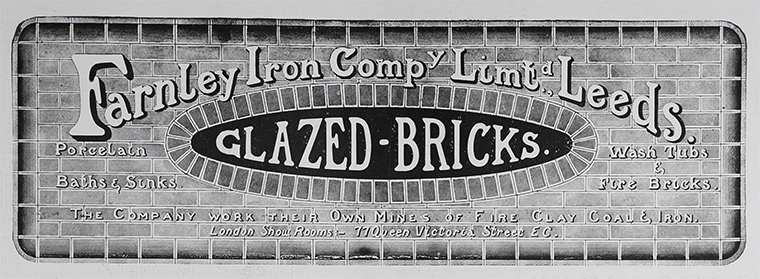 Farnley Iron Compy Limtd., Leeds.
GLAZED-BRICKS.
Porcelain
Baths & Sinks.
Wash Tubs
&
Fire Bricks.
THE COMPANY WORK THEIR OWN MINES OF FIRE CLAY COAL & IRON.
London Show Rooms:- 77 Queen Victoria Street E.C.